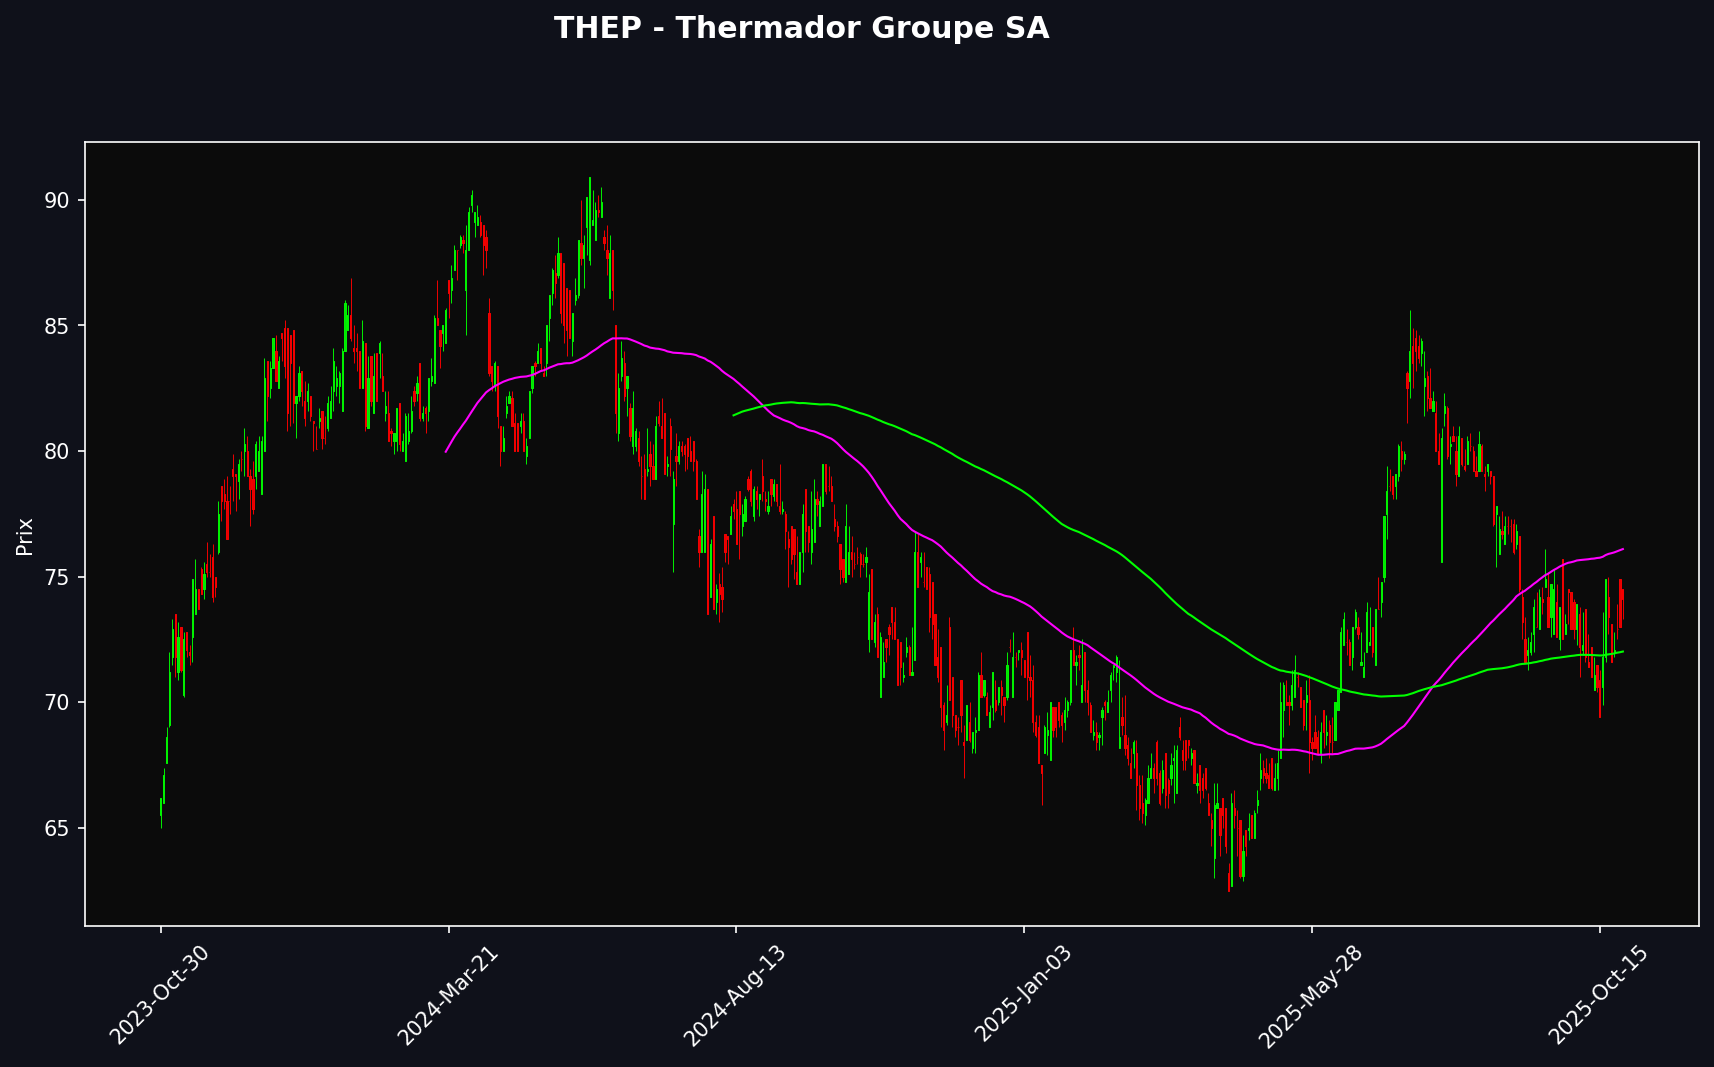 THEP - Thermador Groupe SA
Prix
90
85
80
75
70
65
2023-Oct-30
2024-Mar-21
2024-Aug-13
2025-Jan-03
2025-May-28
2025-Oct-15